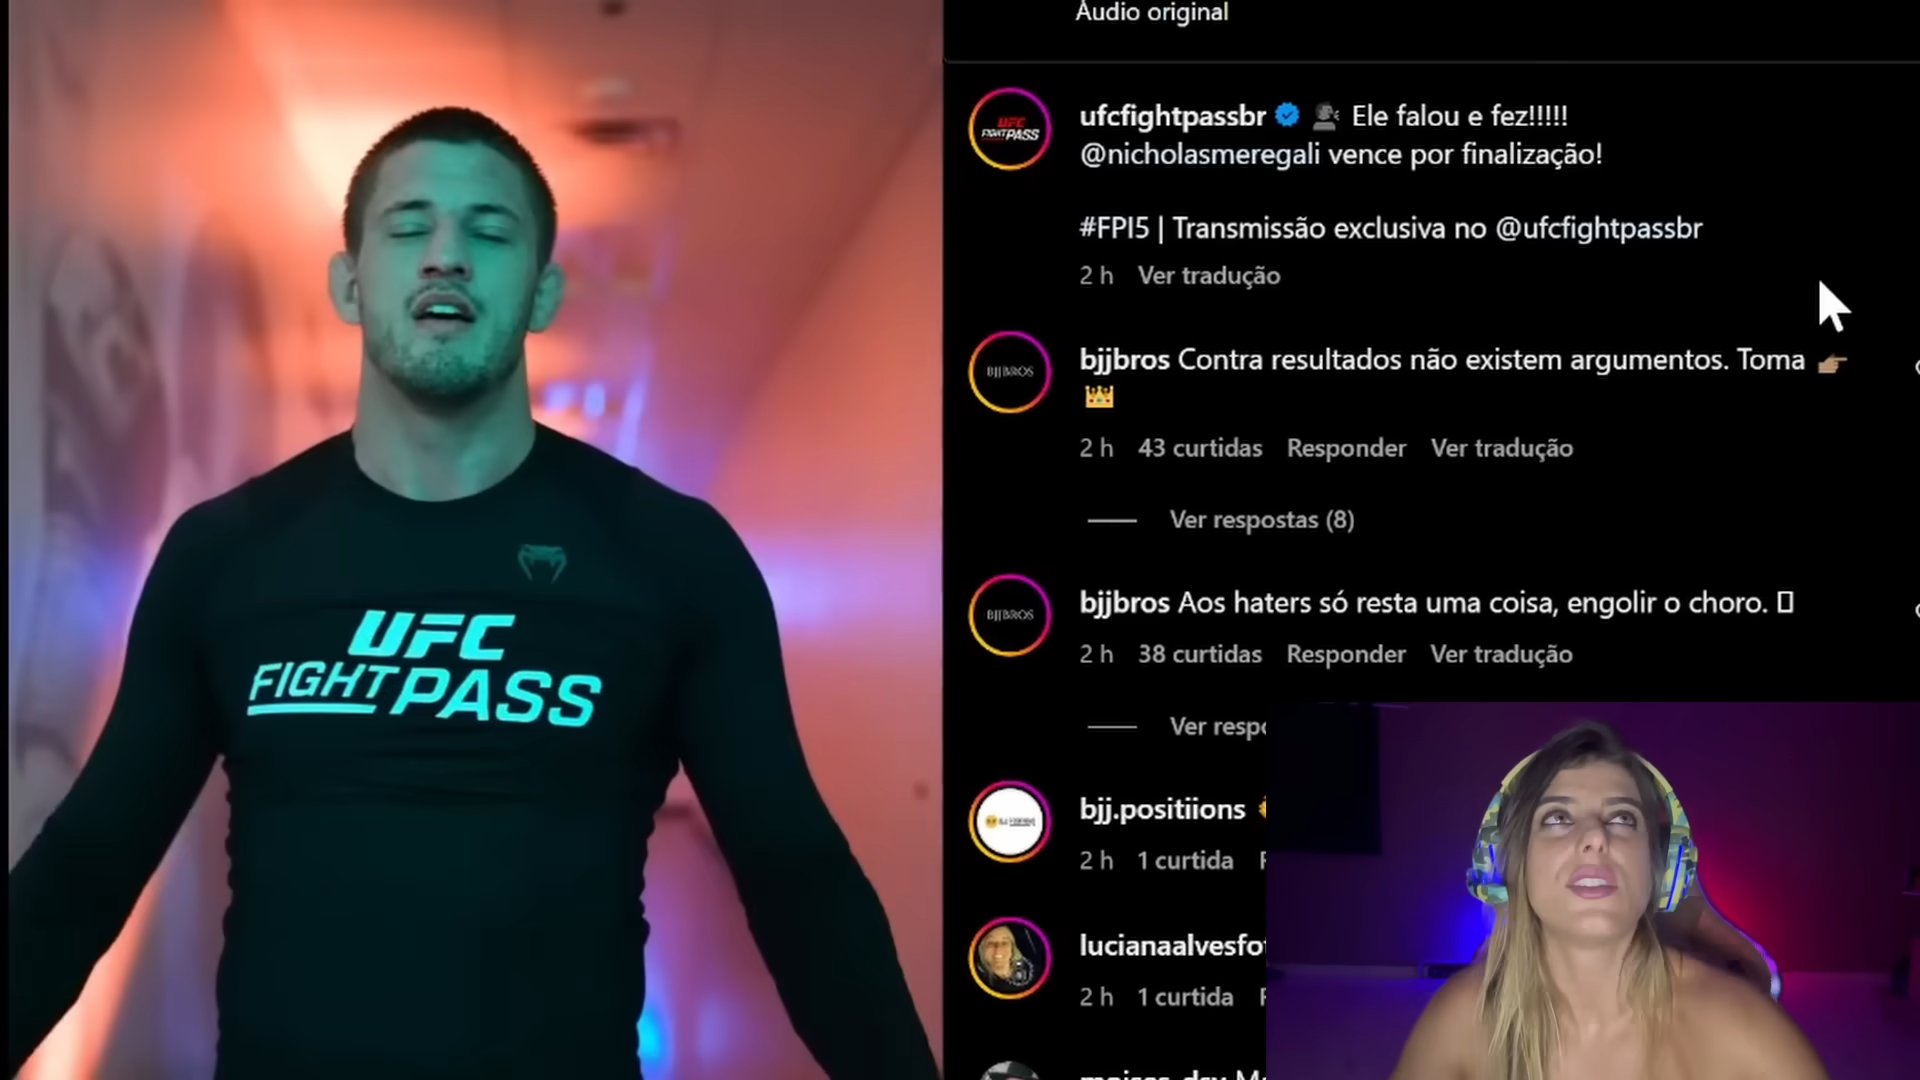 Áudio original
UFC
FIGHT PASS
ufcfightpassbr Ele falou e fez!!!!!
@nicholasmeregali vence por finalização!
#FPI5 | Transmissão exclusiva no @ufcfightpassbr
2 h Ver tradução
BJJBROS
bjjbros Contra resultados não existem argumentos. Toma
2 h 43 curtidas Responder Ver tradução
Ver respostas (8)
BJJBROS
bjjbros Aos haters só resta uma coisa, engolir o choro.
2 h 38 curtidas Responder Ver tradução
Ver
bjj.positiions
2 h 1 curtida
2 h 1 curtida
UFC
FIGHT PASS